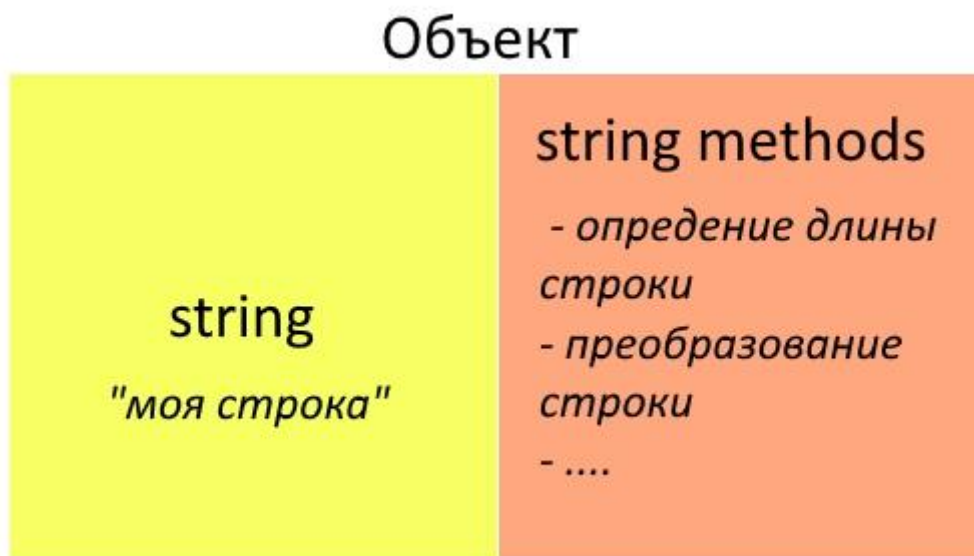 Объект
string
"моя строка"
string methods
- опредение длины
строки
- преобразование
строки
- ....